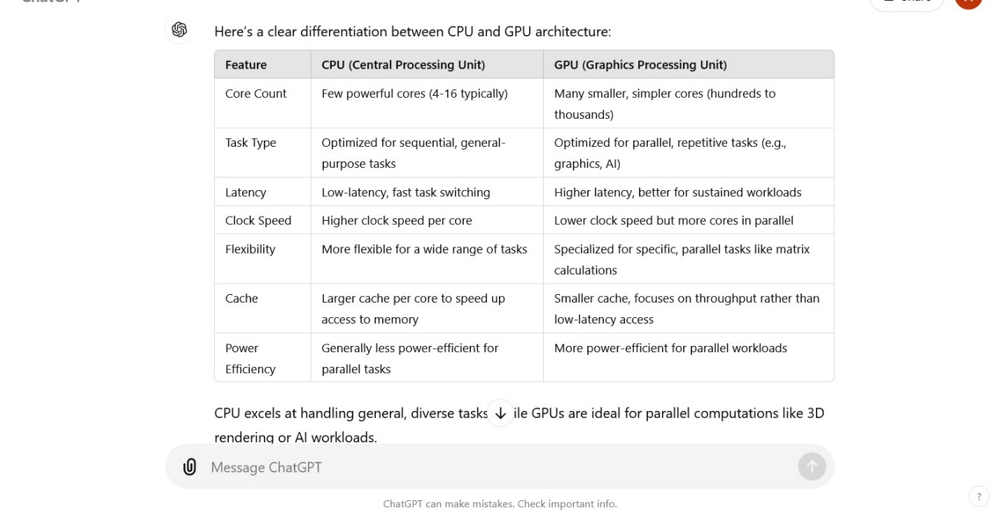 Here's a clear differentiation between CPU and GPU architecture:
Feature CPU (Central Processing Unit) GPU (Graphics Processing Unit)
Core Count Few powerful cores (4-16 typically) Many smaller, simpler cores (hundreds to
thousands)
Task Type Optimized for sequential, general- Optimized for parallel, repetitive tasks (e.g.,
purpose tasks graphics, AI)
Latency Low-latency, fast task switching Higher latency, better for sustained workloads
Clock Speed Higher clock speed per core Lower clock speed but more cores in parallel
Flexibility More flexible for a wide range of tasks Specialized for specific, parallel tasks like matrix
calculations
Cache Larger cache per core to speed up Smaller cache, focuses on throughput rather than
access to memory low-latency access
Power Generally less power-efficient for More power-efficient for parallel workloads
Efficiency parallel tasks
CPU excels at handling general, diverse tasks ile GPUs are ideal for parallel computations like 3D
rendering or AI workloads.
Message ChatGPT
ChatGPT can make mistakes. Check important info.
?